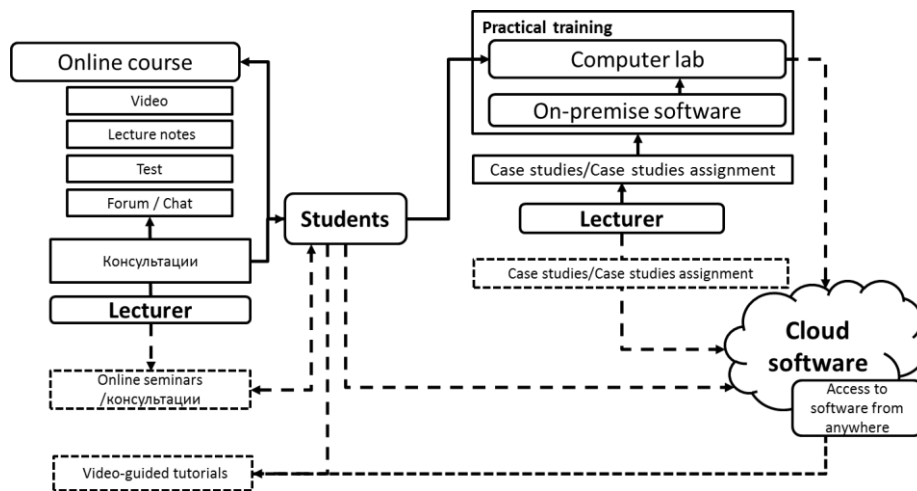 Online course
Video
Lecture notes
Test
Forum / Chat
Консультации
Lecturer
Online seminars
/консультации
Video-guided tutorials
Students
Practical training
Computer lab
On-premise software
Case studies/Case studies assignment
Lecturer
Case studies/Case studies assignment
Cloud
software
Access to
software from
anywhere